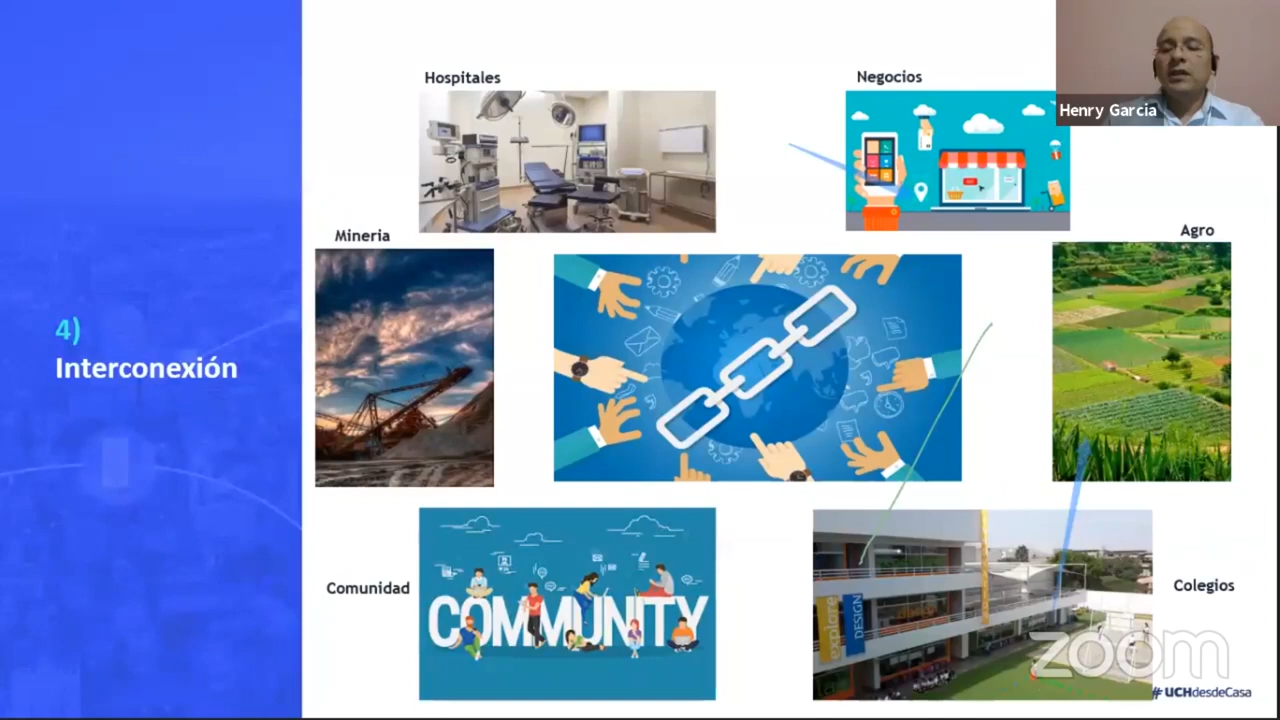 4)
Interconexión
Hospitales
Negocios
Henry Garcia
Mineria
Agro
Comunidad
COMMUNITY
Colegios
explore
DESIGN
zoom
#UCHdesdeCasa